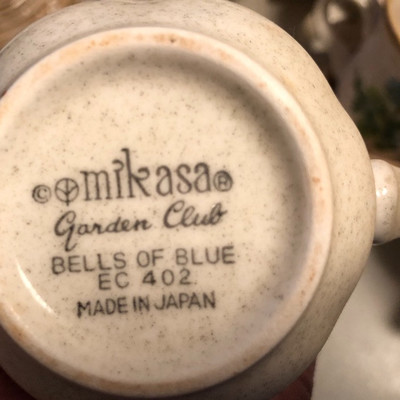 © mikasa®
Garden Club
BELLS OF BLUE
EC 402
MADE IN JAPAN